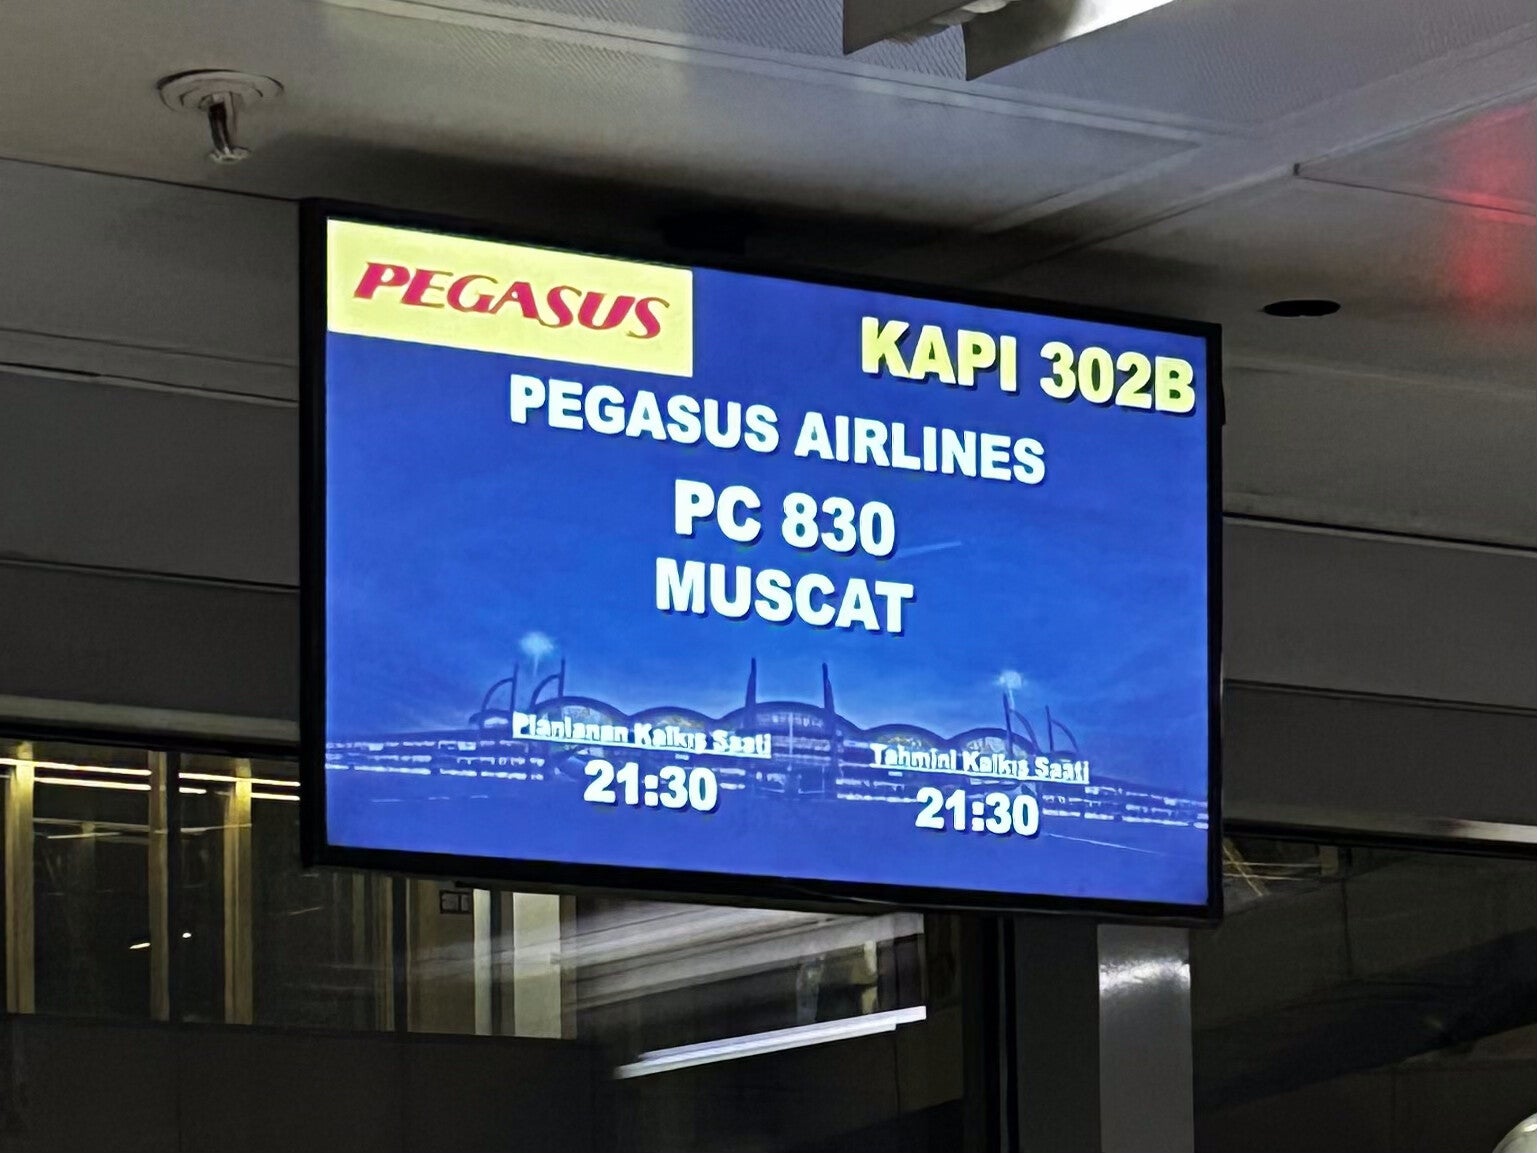 PEGASUS
KAPI 302B
PEGASUS AIRLINES
PC 830
MUSCAT
Planlanan Kalkış Saati
Tahmini Kalkış Saati
21:30
21:30